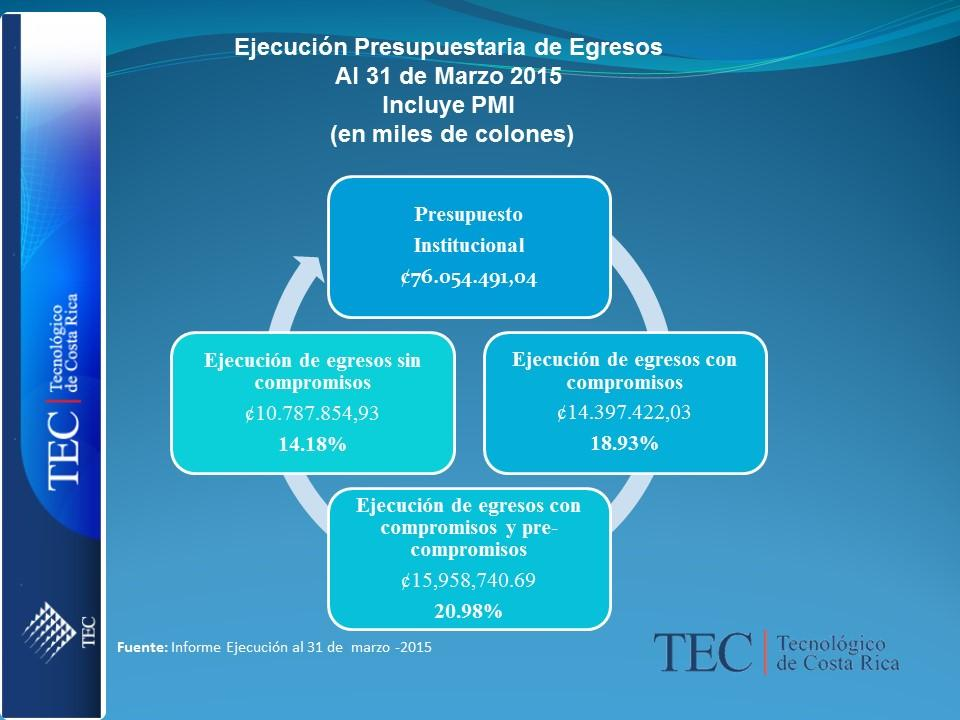 Ejecución Presupuestaria de Egresos
Al 31 de Marzo 2015
Incluye PMI
(en miles de colones)
Presupuesto
Institucional
¢76.054.491,04
Ejecución de egresos sin
compromisos
¢10.787.854,93
14.18%
Ejecución de egresos con
compromisos
¢14.397.422,03
18.93%
Ejecución de egresos con
compromisos y pre-
compromisos
¢15,958,740.69
20.98%
Fuente: Informe Ejecución al 31 de marzo -2015
TEC | Tecnológico
de Costa Rica
TEC | Tecnológico
de Costa Rica
TEC